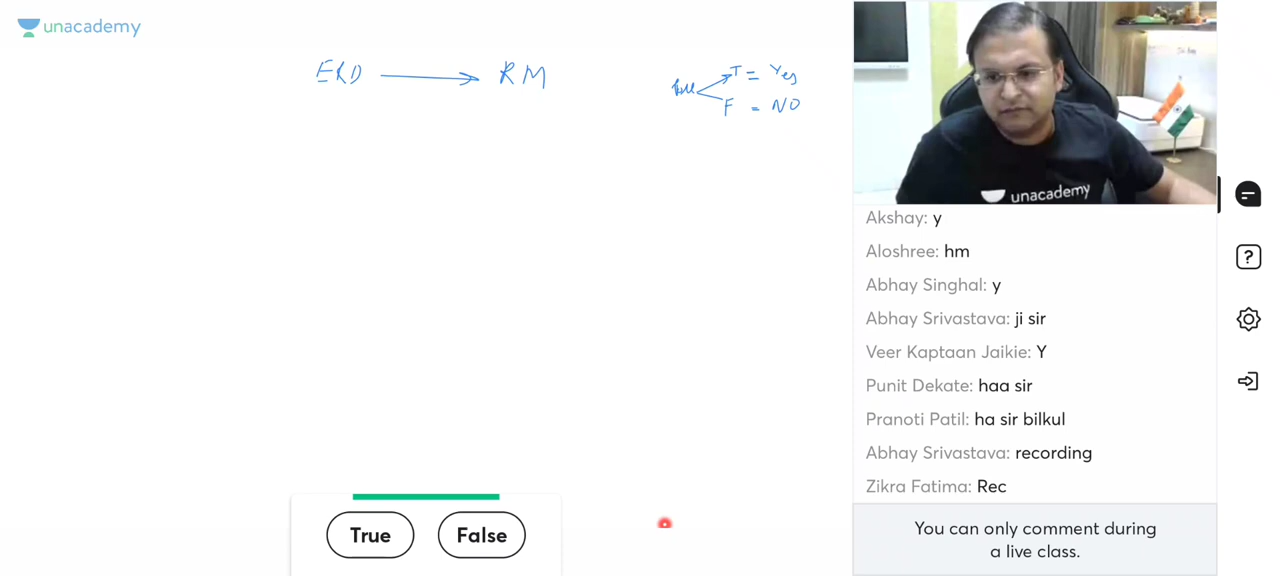 unacademy
ERD → RM
T = Yes
F = NO
unacademy
Akshay: y
Aloshree: hm
Abhay Singhal: y
Abhay Srivastava: ji sir
Veer Kaptaan Jaikie: Y
Punit Dekate: haa sir
Pranoti Patil: ha sir bilkul
Abhay Srivastava: recording
Zikra Fatima: Rec
You can only comment during
a live class.
True False